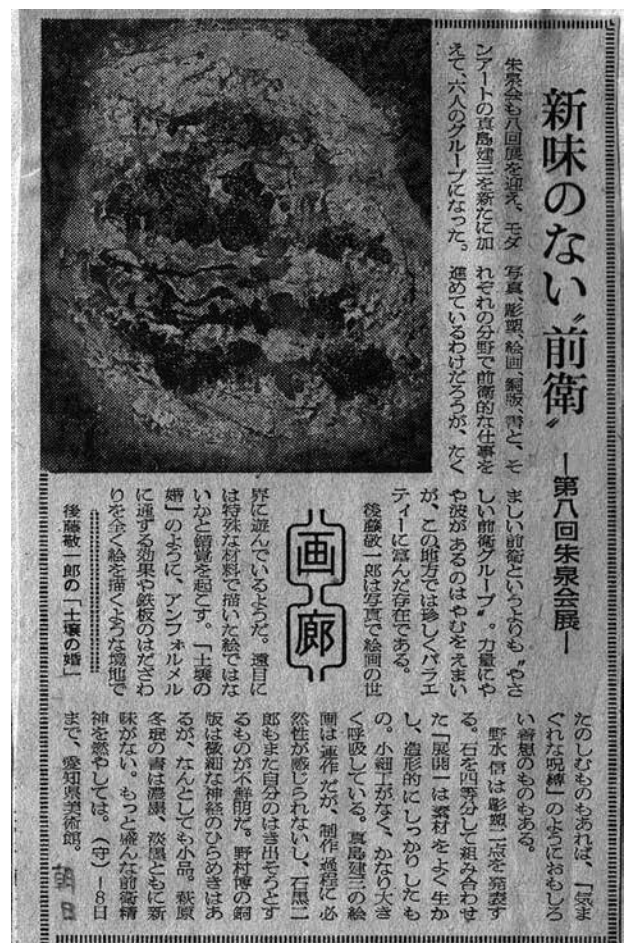 新味のない〝前衛〟
—第八回朱泉会展—
朱泉会も八回展を迎え、モダ
ンアートの真島建三を新たに加
えて、六人のグループになった。
写真、彫塑、絵画、銅版、書と、そ
れぞれの分野で前衛的な仕事を
進めているわけだろうが、たく
ましい前衛というよりも〝やさ
しい前衛グループ〟。力量にや
や波があるのはやむをえまい
が、この地方では珍しくバラエ
ティーに富んだ存在である。
後藤敬一郎は写真で絵画の世
画廊
界に遊んでいるようだ。遠目に
は特殊な材料で描いた絵ではな
いかと錯覚を起こす。「土壌の
婚」のように、アンフォルメル
に通ずる効果や鉄板のはだざわ
りを全く絵を描くような境地で
後藤敬一郎の「土壌の婚」
たのしむものもあれば、「気ま
ぐれな呪縛」のようにおもしろ
い着想のものもある。
野水信は彫塑二点を発表す
る。石を四等分して組み合わせ
た「展開」は素材をよく生か
し、造形的にしっかりしたも
の。小細工がなく、かなり大き
く呼吸している。真島建三の絵
画は連作だが、制作過程に必
然性が感じられないし、石黒二
郎もまた自分のはき出そうとす
るものが不鮮明だ。野村博の銅
版は微細な神経のひらめきはあ
るが、なんとしても小品。萩原
冬珉の書は濃墨、淡墨ともに新
味がない。もっと盛んな前衛精
神を燃やしては。(守)—8日
まで、愛知県美術館。
朝日